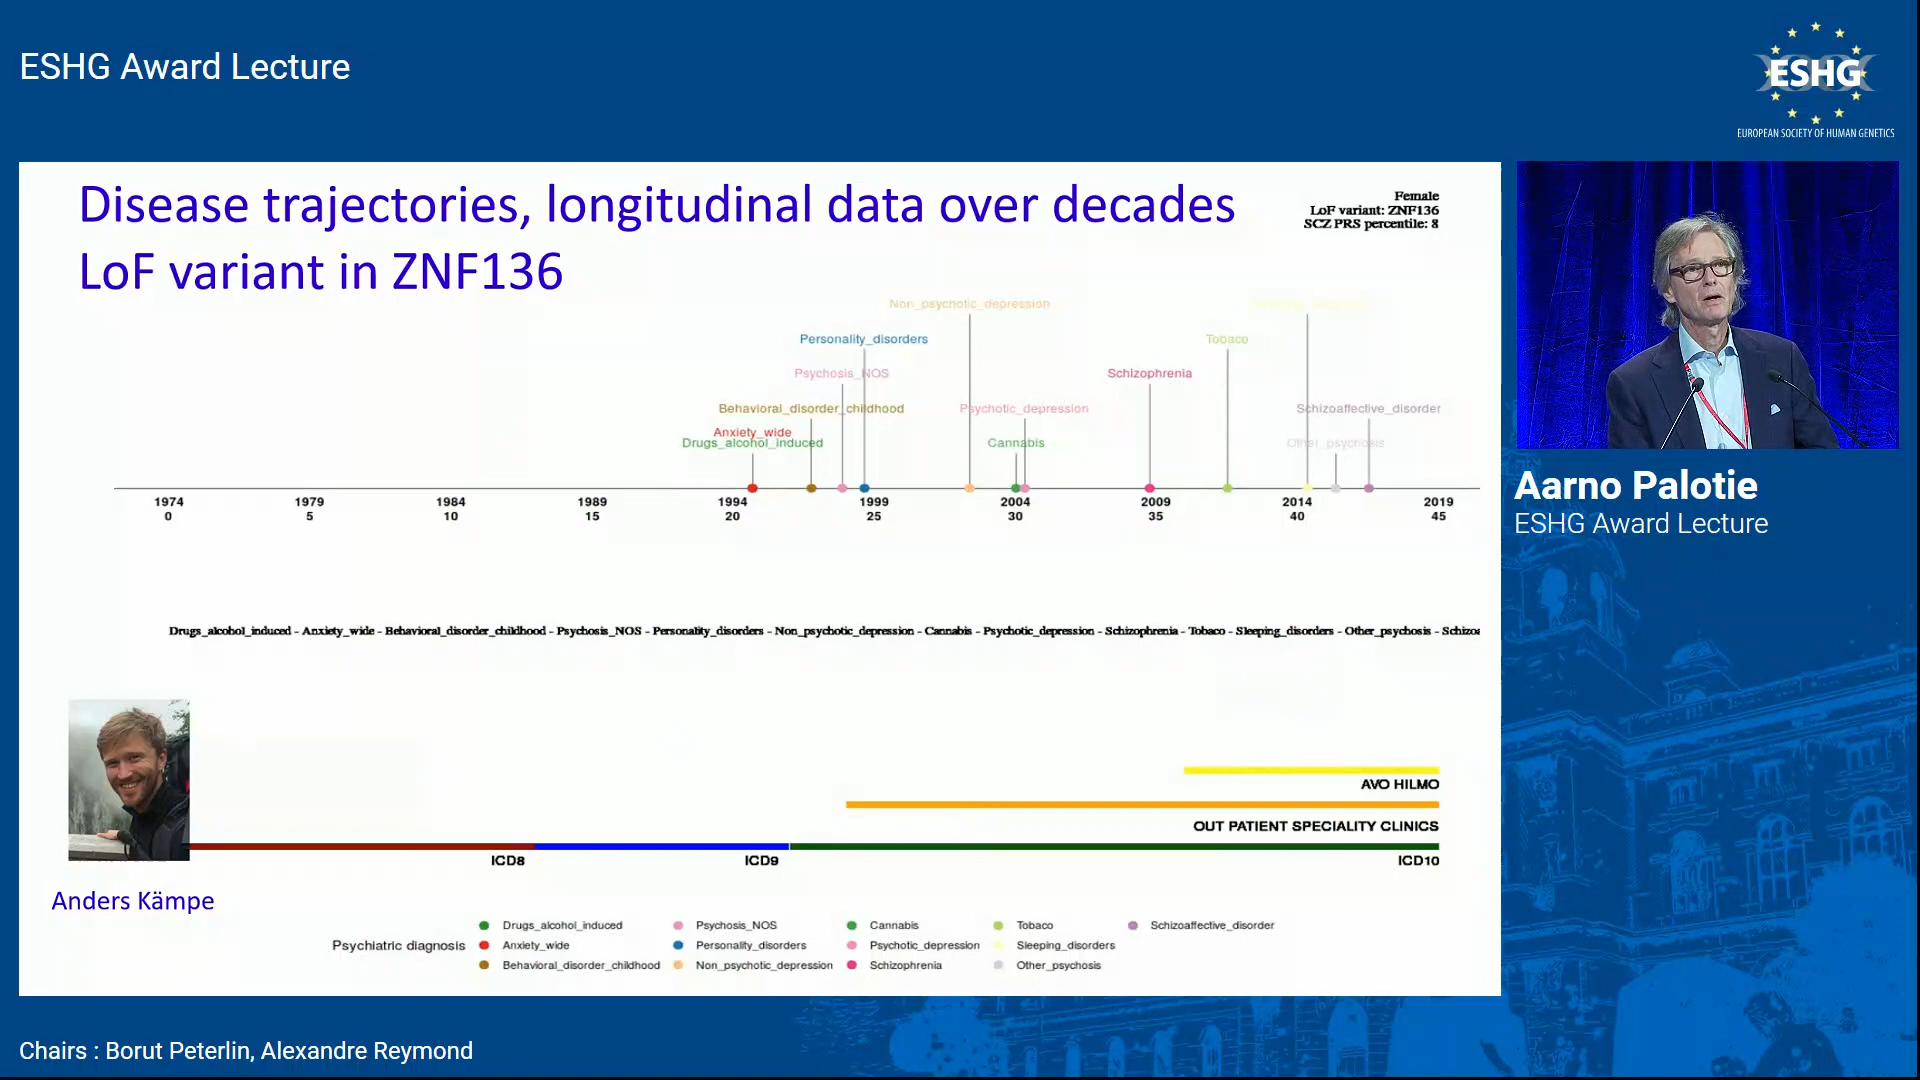 ESHG Award Lecture
ESHG
EUROPEAN SOCIETY OF HUMAN GENETICS
Disease trajectories, longitudinal data over decades
LoF variant in ZNF136
Female
LoF variant: ZNF136
SCZ PRS percentile: 8
Non_psychotic_depression
Personality_disorders
Tobaco
Psychosis_NOS
Schizophrenia
Behavioral_disorder_childhood
Psychotic_depression
Schizoaffective_disorder
Anxiety_wide
Drugs_alcohol_induced
Cannabis
Other_psychosis
1974 1979 1984 1989 1994 1999 2004 2009 2014 2019
0 5 10 15 20 25 30 35 40 45
Drugs_alcohol_induced - Anxiety_wide - Behavioral_disorder_childhood - Psychosis_NOS - Personality_disorders - Non_psychotic_depression - Cannabis - Psychotic_depression - Schizophrenia - Tobaco - Sleeping_disorders - Other_psychosis - Schizoa
AVO HILMO
OUT PATIENT SPECIALITY CLINICS
ICD8 ICD9 ICD10
Anders Kämpe
Psychiatric diagnosis
Drugs_alcohol_induced Psychosis_NOS Cannabis Tobaco Schizoaffective_disorder
Anxiety_wide Personality_disorders Psychotic_depression Sleeping_disorders
Behavioral_disorder_childhood Non_psychotic_depression Schizophrenia Other_psychosis
Aarno Palotie
ESHG Award Lecture
Chairs : Borut Peterlin, Alexandre Reymond